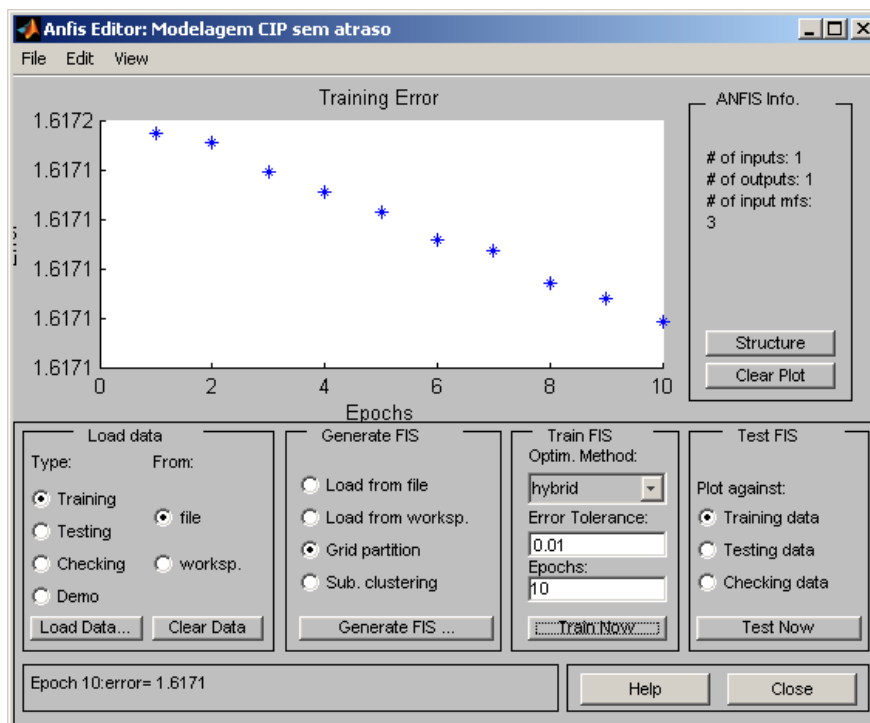 Anfis Editor: Modelagem CIP sem atraso
File Edit View
Training Error
1.6172
1.6171
1.6171
1.6171
1.6171
1.6171
0 2 4 6 8 10
Error
Epochs
ANFIS Info.
# of inputs: 1
# of outputs: 1
# of input mfs:
3
Structure
Clear Plot
Load data
Type: From:
Training
Testing
Checking
Demo
file
worksp.
Load Data... Clear Data
Generate FIS
Load from file
Load from worksp.
Grid partition
Sub. clustering
Generate FIS ...
Train FIS
Optim. Method:
hybrid
Error Tolerance:
0.01
Epochs:
10
Train Now
Test FIS
Plot against:
Training data
Testing data
Checking data
Test Now
Epoch 10:error= 1.6171
Help
Close